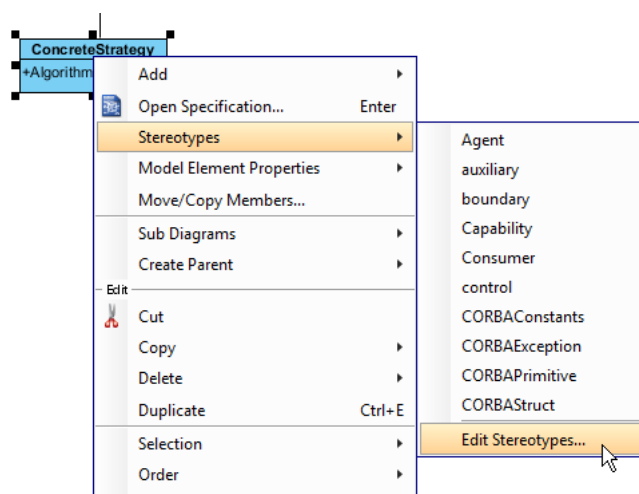 ConcreteStrategy
+Algorithm
Add
Open Specification... Enter
Stereotypes
Model Element Properties
Move/Copy Members...
Sub Diagrams
Create Parent
Edit
Cut
Copy
Delete
Duplicate Ctrl+E
Selection
Order
Agent
auxiliary
boundary
Capability
Consumer
control
CORBAConstants
CORBAException
CORBAPrimitive
CORBAStruct
Edit Stereotypes...